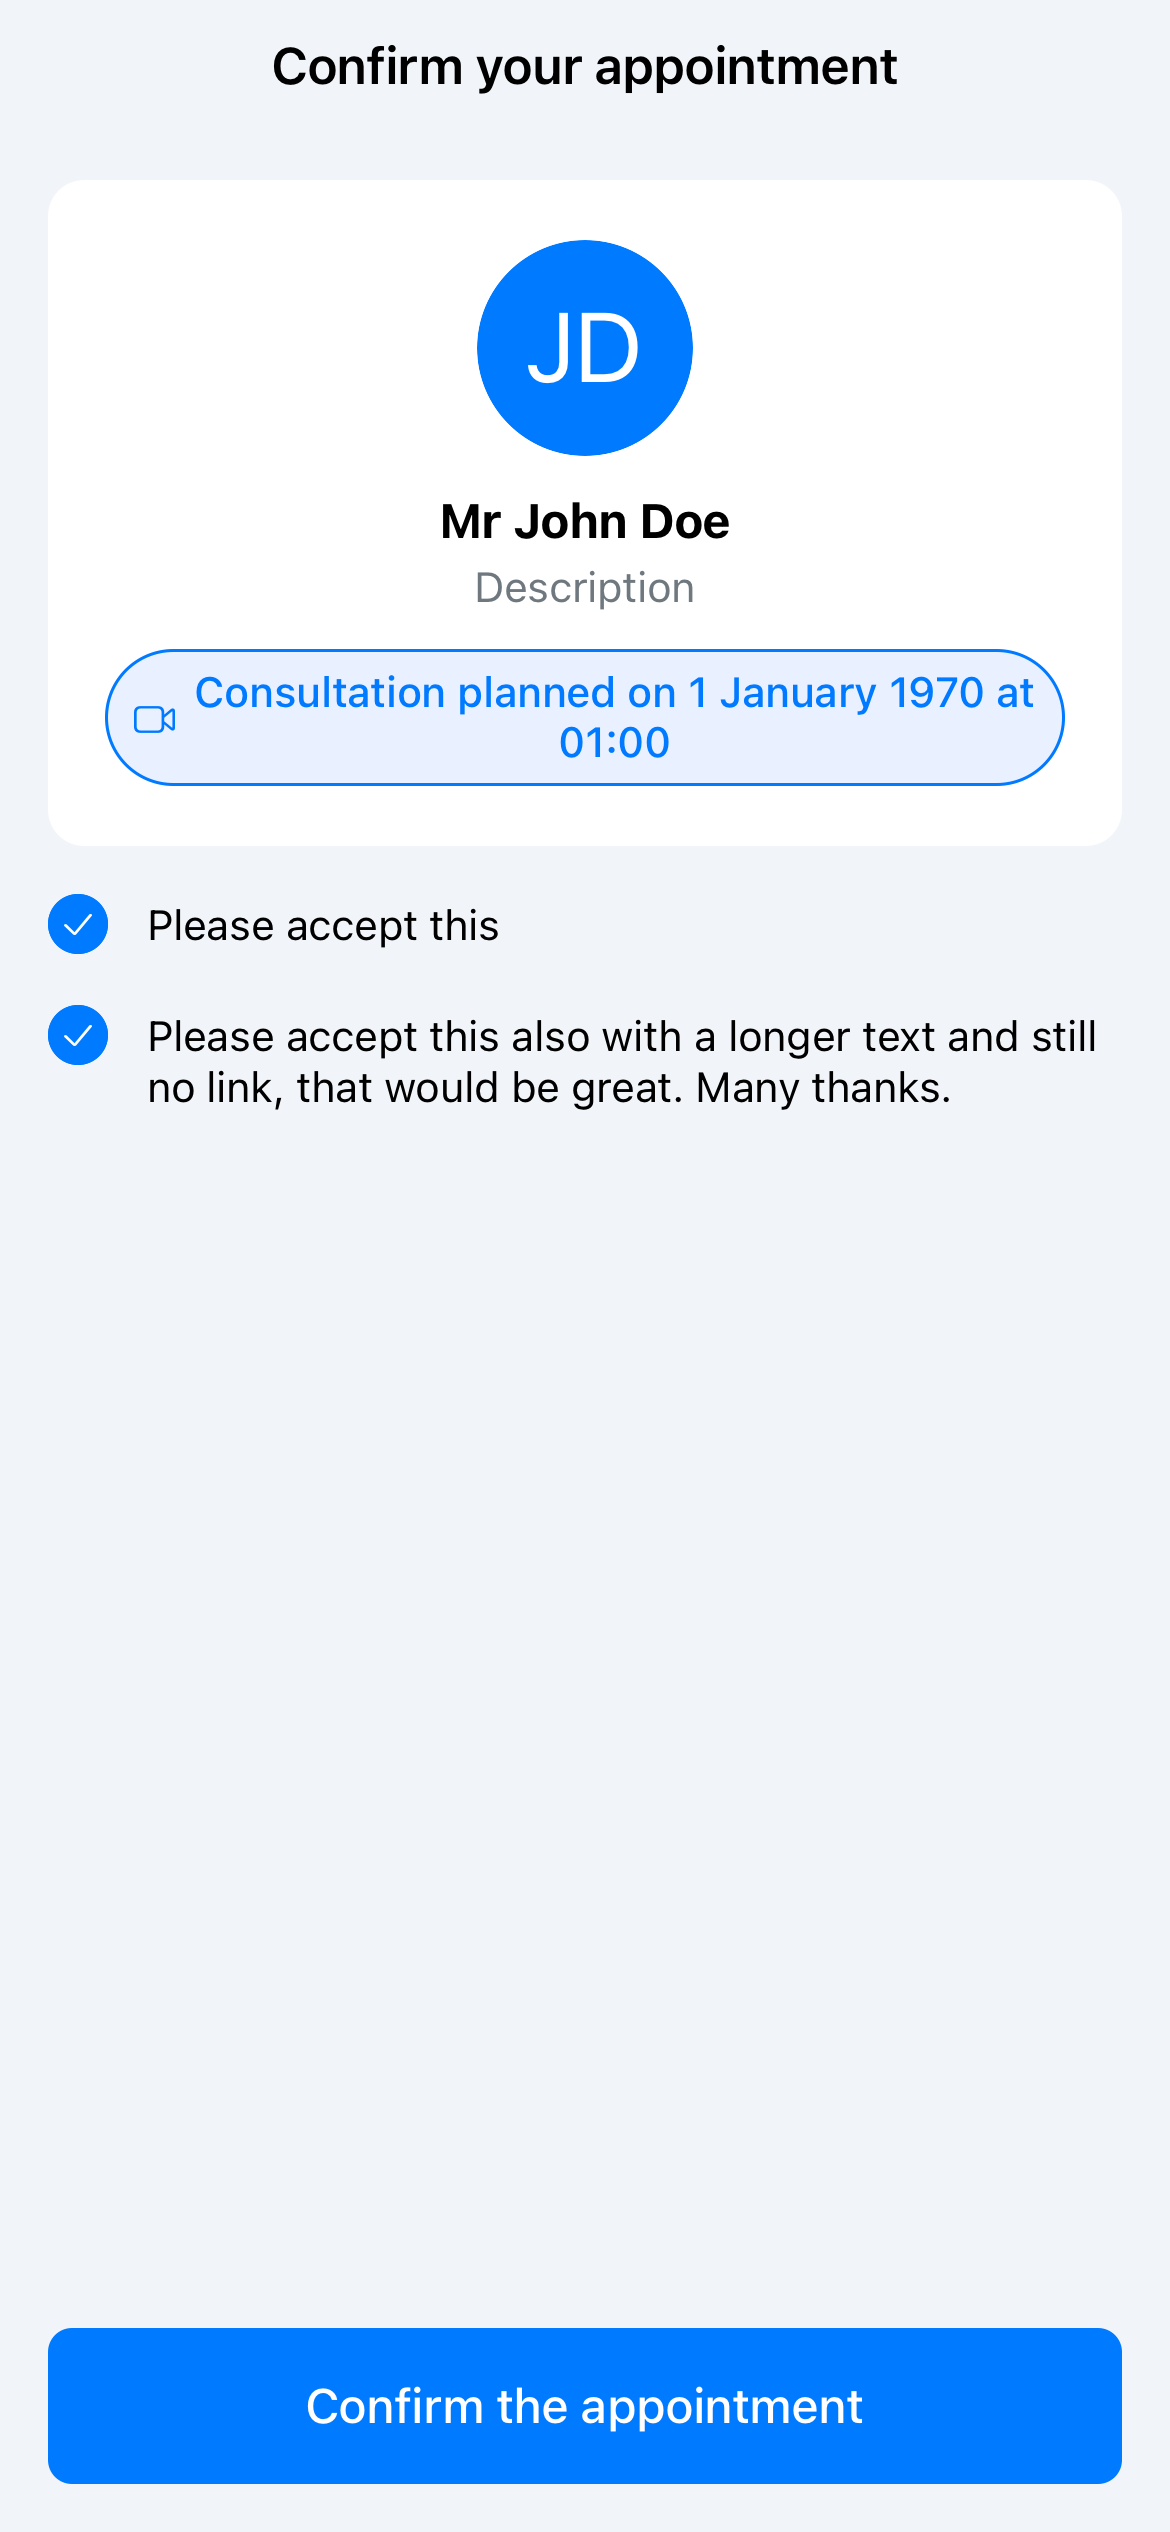 Confirm your appointment
JD
Mr John Doe
Description
Consultation planned on 1 January 1970 at
01:00
Please accept this
Please accept this also with a longer text and still
no link, that would be great. Many thanks.
Confirm the appointment